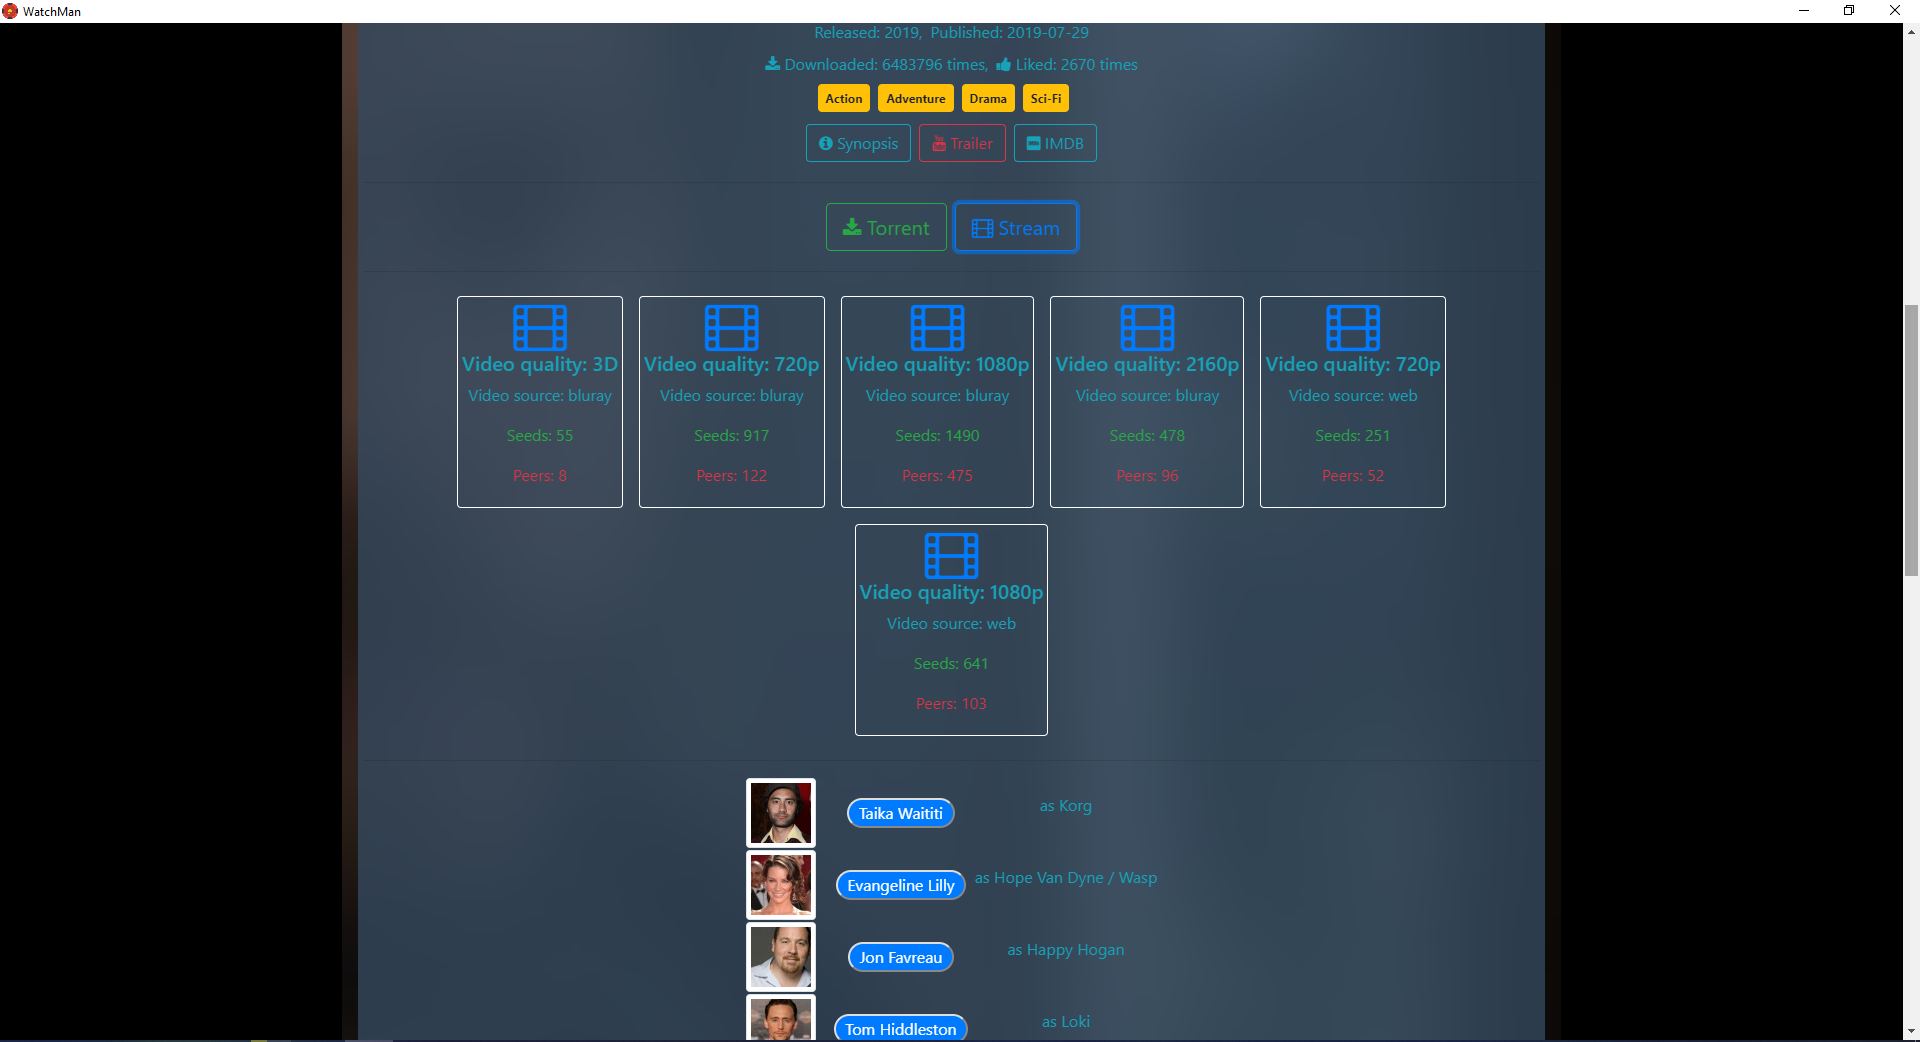 WatchMan
Released: 2019, Published: 2019-07-29
Downloaded: 6483796 times, Liked: 2670 times
Action Adventure Drama Sci-Fi
Synopsis Trailer IMDB
Torrent Stream
Video quality: 3D
Video source: bluray
Seeds: 55
Peers: 8
Video quality: 720p
Video source: bluray
Seeds: 917
Peers: 122
Video quality: 1080p
Video source: bluray
Seeds: 1490
Peers: 475
Video quality: 2160p
Video source: bluray
Seeds: 478
Peers: 96
Video quality: 720p
Video source: web
Seeds: 251
Peers: 52
Video quality: 1080p
Video source: web
Seeds: 641
Peers: 103
Taika Waititi as Korg
Evangeline Lilly as Hope Van Dyne / Wasp
Jon Favreau as Happy Hogan
Tom Hiddleston as Loki